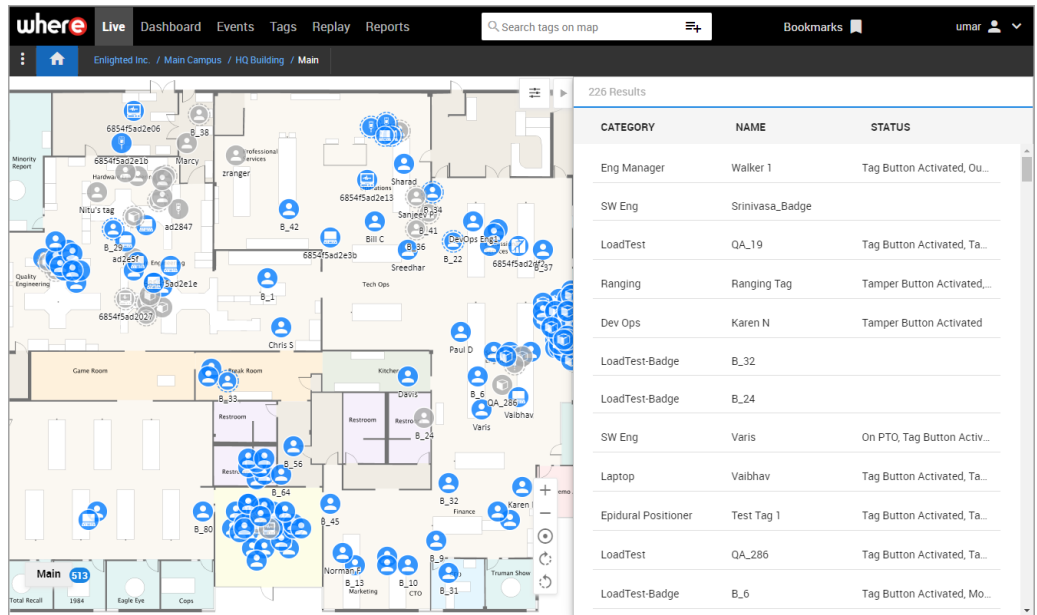 where Live Dashboard Events Tags Replay Reports Search tags on map Bookmarks umar
Enlighted Inc. / Main Campus / HQ Building / Main
226 Results
CATEGORY NAME STATUS
Eng Manager Walker 1 Tag Button Activated, Ou...
SW Eng Srinivasa_Badge
LoadTest QA_19 Tag Button Activated, Ta...
Ranging Ranging Tag Tamper Button Activated,...
Dev Ops Karen N Tamper Button Activated
LoadTest-Badge B_32
LoadTest-Badge B_24
SW Eng Varis On PTO, Tag Button Activ...
Laptop Vaibhav Tag Button Activated, Ta...
Epidural Positioner Test Tag 1 Tag Button Activated, Ta...
LoadTest QA_286 Tag Button Activated, Ta...
LoadTest-Badge B_6 Tag Button Activated, Mo...
6854f5ad2e06
B_38
6854f5ad2e1b
Marcy
Minority
Report
zranger
Sharad
6854f5ad2e13
Nitu's tag
ad2847
B_42
Bill C
Sanjeev P
B_34
B_41
B_36
DevOps Eng1
B_29
ad2e5f
6854f5ad2e3b
Sreedhar
B_22
B_37
Quality
Engineering
B_1
Tech Ops
6854f5ad2027
Chris S
Paul D
Game Room
Kitchen
Davis
B_33
B_6
QA_286
Vaibhav
Varis
Restroom
Restroom
B_24
B_56
B_64
B_32
Finance
Karen
B_80
B_45
B_9
Norman F
B_13
Marketing
B_10
CTO
B_31
Truman Show
Main 513
Total Recall
1984
Eagle Eye
Cops